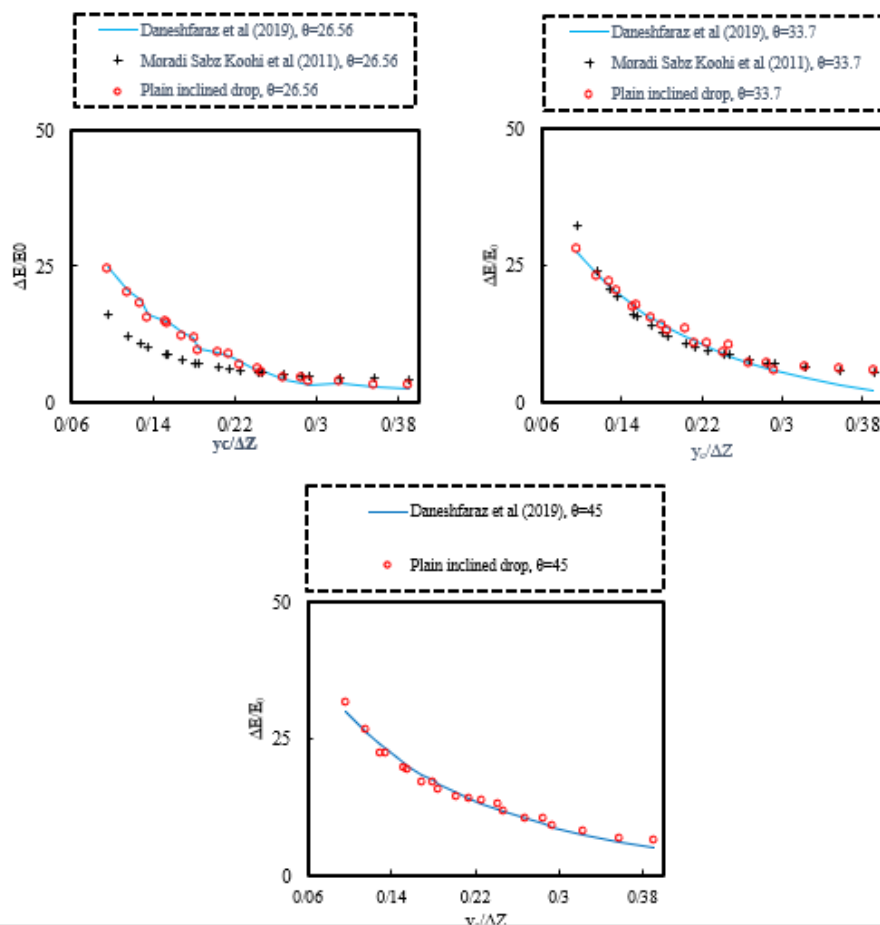 Daneshfaraz et al (2019), θ=26.56
Moradi Sabz Koohi et al (2011), θ=26.56
Plain inclined drop, θ=26.56
50
25
0
ΔE/E0
0/06 0/14 0/22 0/3 0/38
yc/ΔZ
Daneshfaraz et al (2019), θ=33.7
Moradi Sabz Koohi et al (2011), θ=33.7
Plain inclined drop, θ=33.7
50
25
0
ΔE/E₀
0/06 0/14 0/22 0/3 0/38
y꜀/ΔZ
Daneshfaraz et al (2019), θ=45
Plain inclined drop, θ=45
50
25
0
ΔE/E₀
0/06 0/14 0/22 0/3 0/38
y꜀/ΔZ